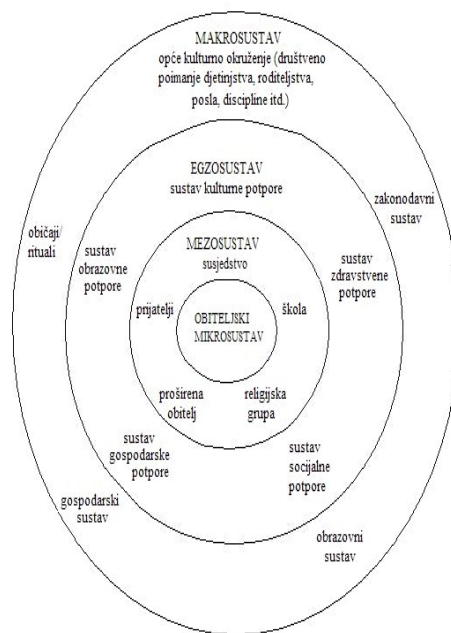 MAKROSUSTAV
opće kulturno okruženje (društveno
poimanje djetinjstva, roditeljstva,
posla, discipline itd.)
EGZOSUSTAV
sustav kulturne potpore
zakonodavni
sustav
običaji/
rituali
sustav
obrazovne
potpore
MEZOSUSTAV
susjedstvo
sustav
zdravstvene
potpore
prijatelji
škola
OBITELJSKI
MIKROSUSTAV
proširena
obitelj
religijska
grupa
sustav
gospodarske
potpore
sustav
socijalne
potpore
gospodarski
sustav
obrazovni
sustav